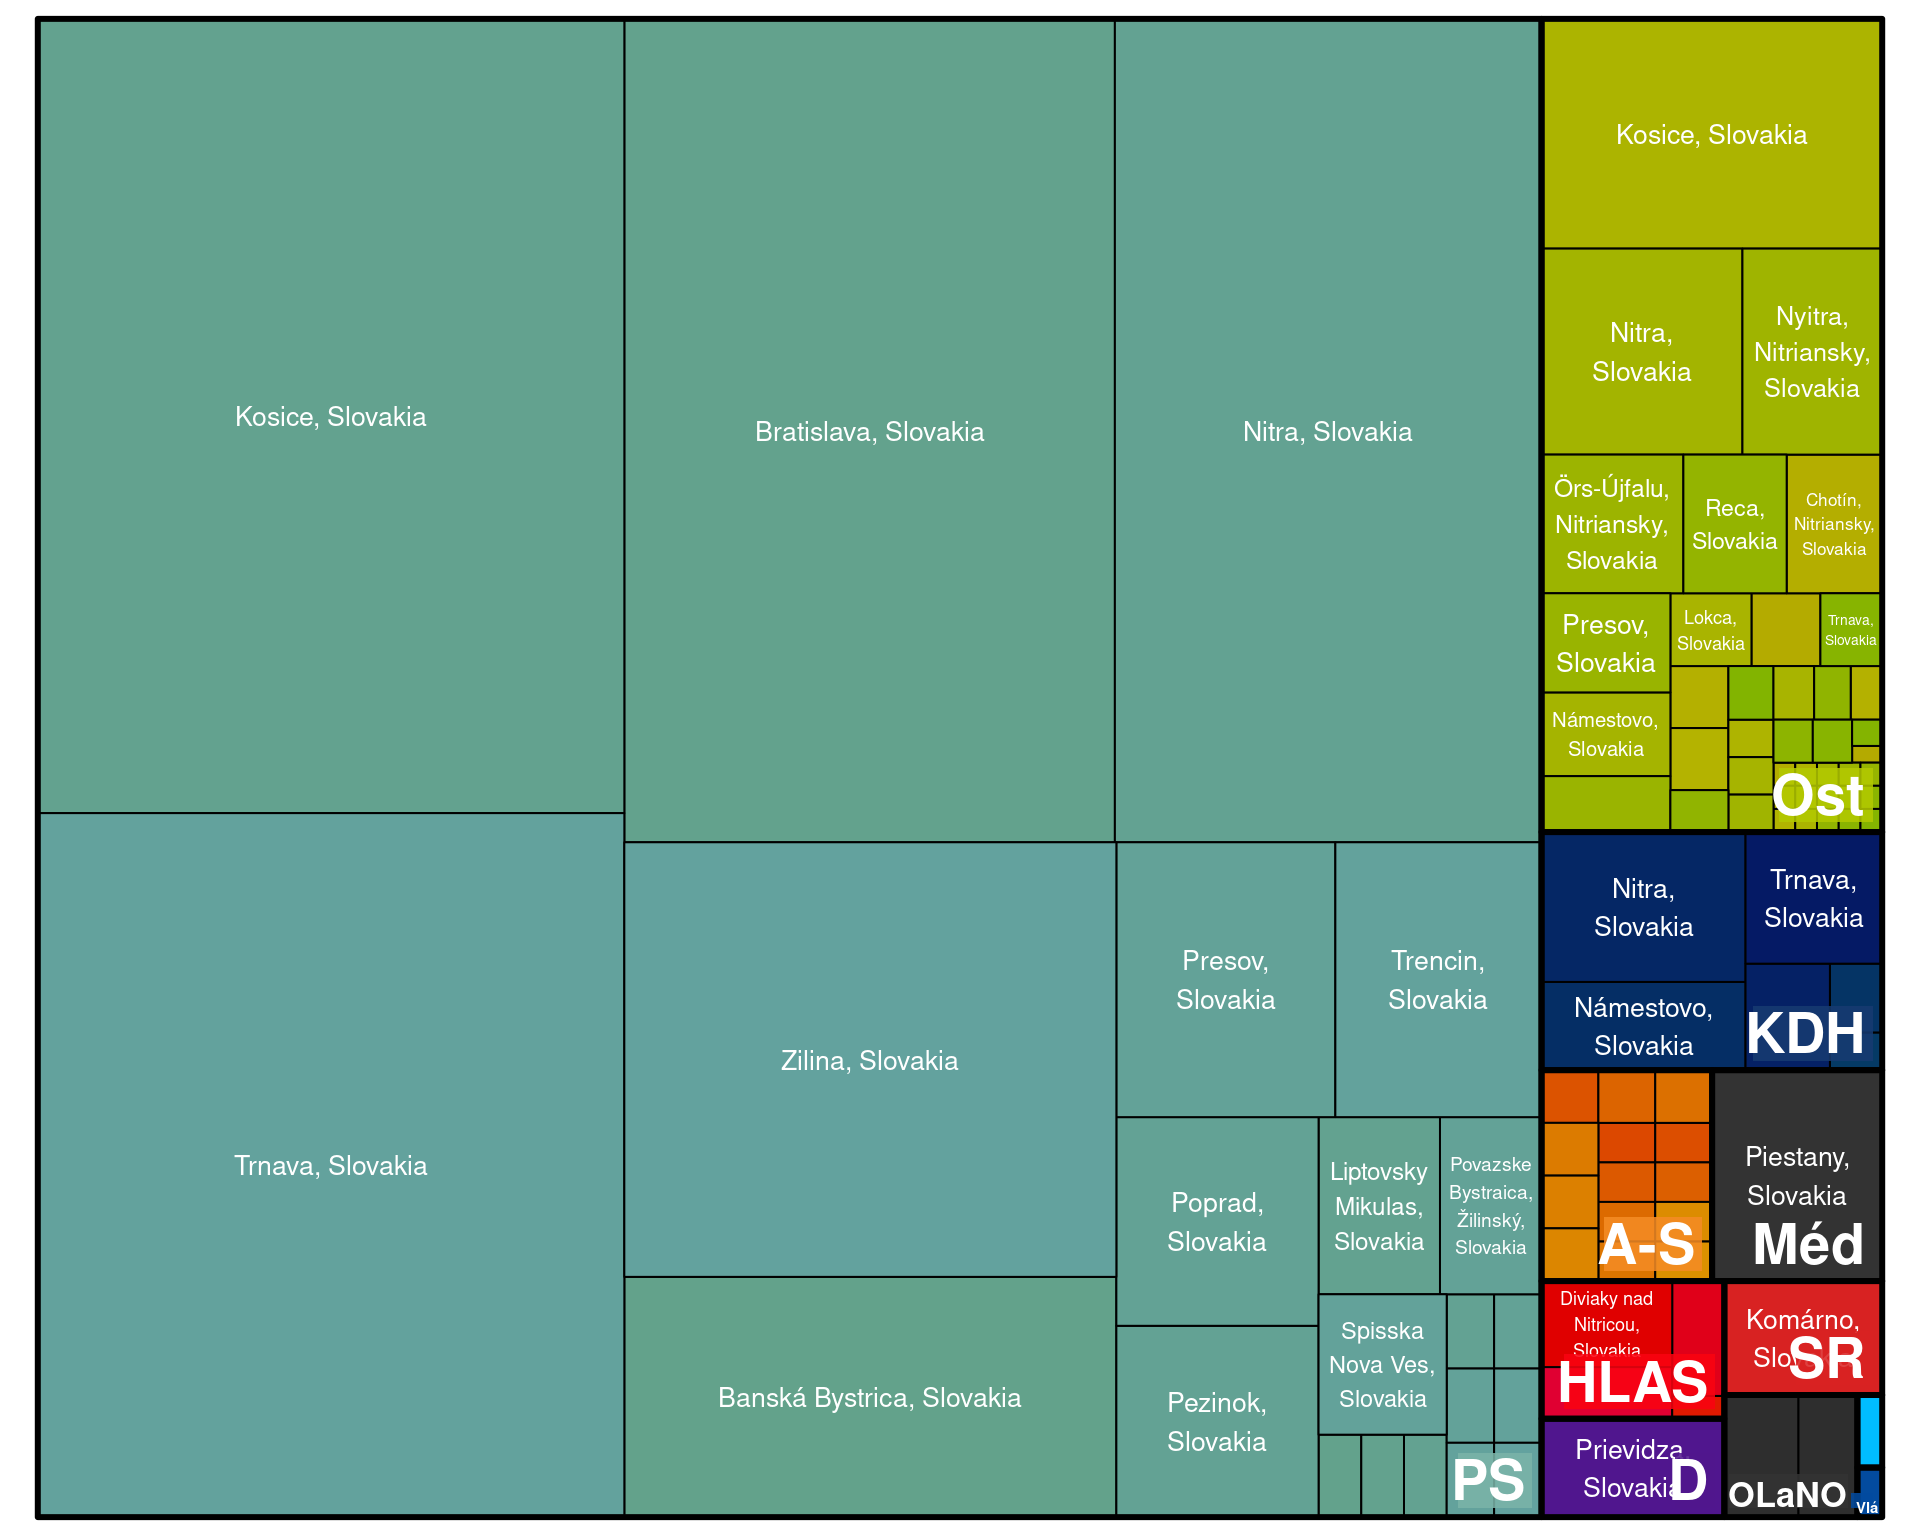 Kosice, Slovakia
Bratislava, Slovakia
Nitra, Slovakia
Trnava, Slovakia
Zilina, Slovakia
Banská Bystrica, Slovakia
Presov,
Slovakia
Trencin,
Slovakia
Poprad,
Slovakia
Liptovsky
Mikulas,
Slovakia
Povazske
Bystraica,
Žilinský,
Slovakia
Pezinok,
Slovakia
Spisska
Nova Ves,
Slovakia
PS
Kosice, Slovakia
Nitra,
Slovakia
Nyitra,
Nitriansky,
Slovakia
Örs-Újfalu,
Nitriansky,
Slovakia
Reca,
Slovakia
Chotín,
Nitriansky,
Slovakia
Presov,
Slovakia
Lokca,
Slovakia
Trnava,
Slovakia
Námestovo,
Slovakia
Ost
Nitra,
Slovakia
Trnava,
Slovakia
Námestovo,
Slovakia
KDH
A-S
Piestany,
Slovakia
Méd
Diviaky nad
Nitricou,
Slovakia
HLAS
Komárno,
SR
Prievidza,
Slovakia
D
OLaNO
Vlá